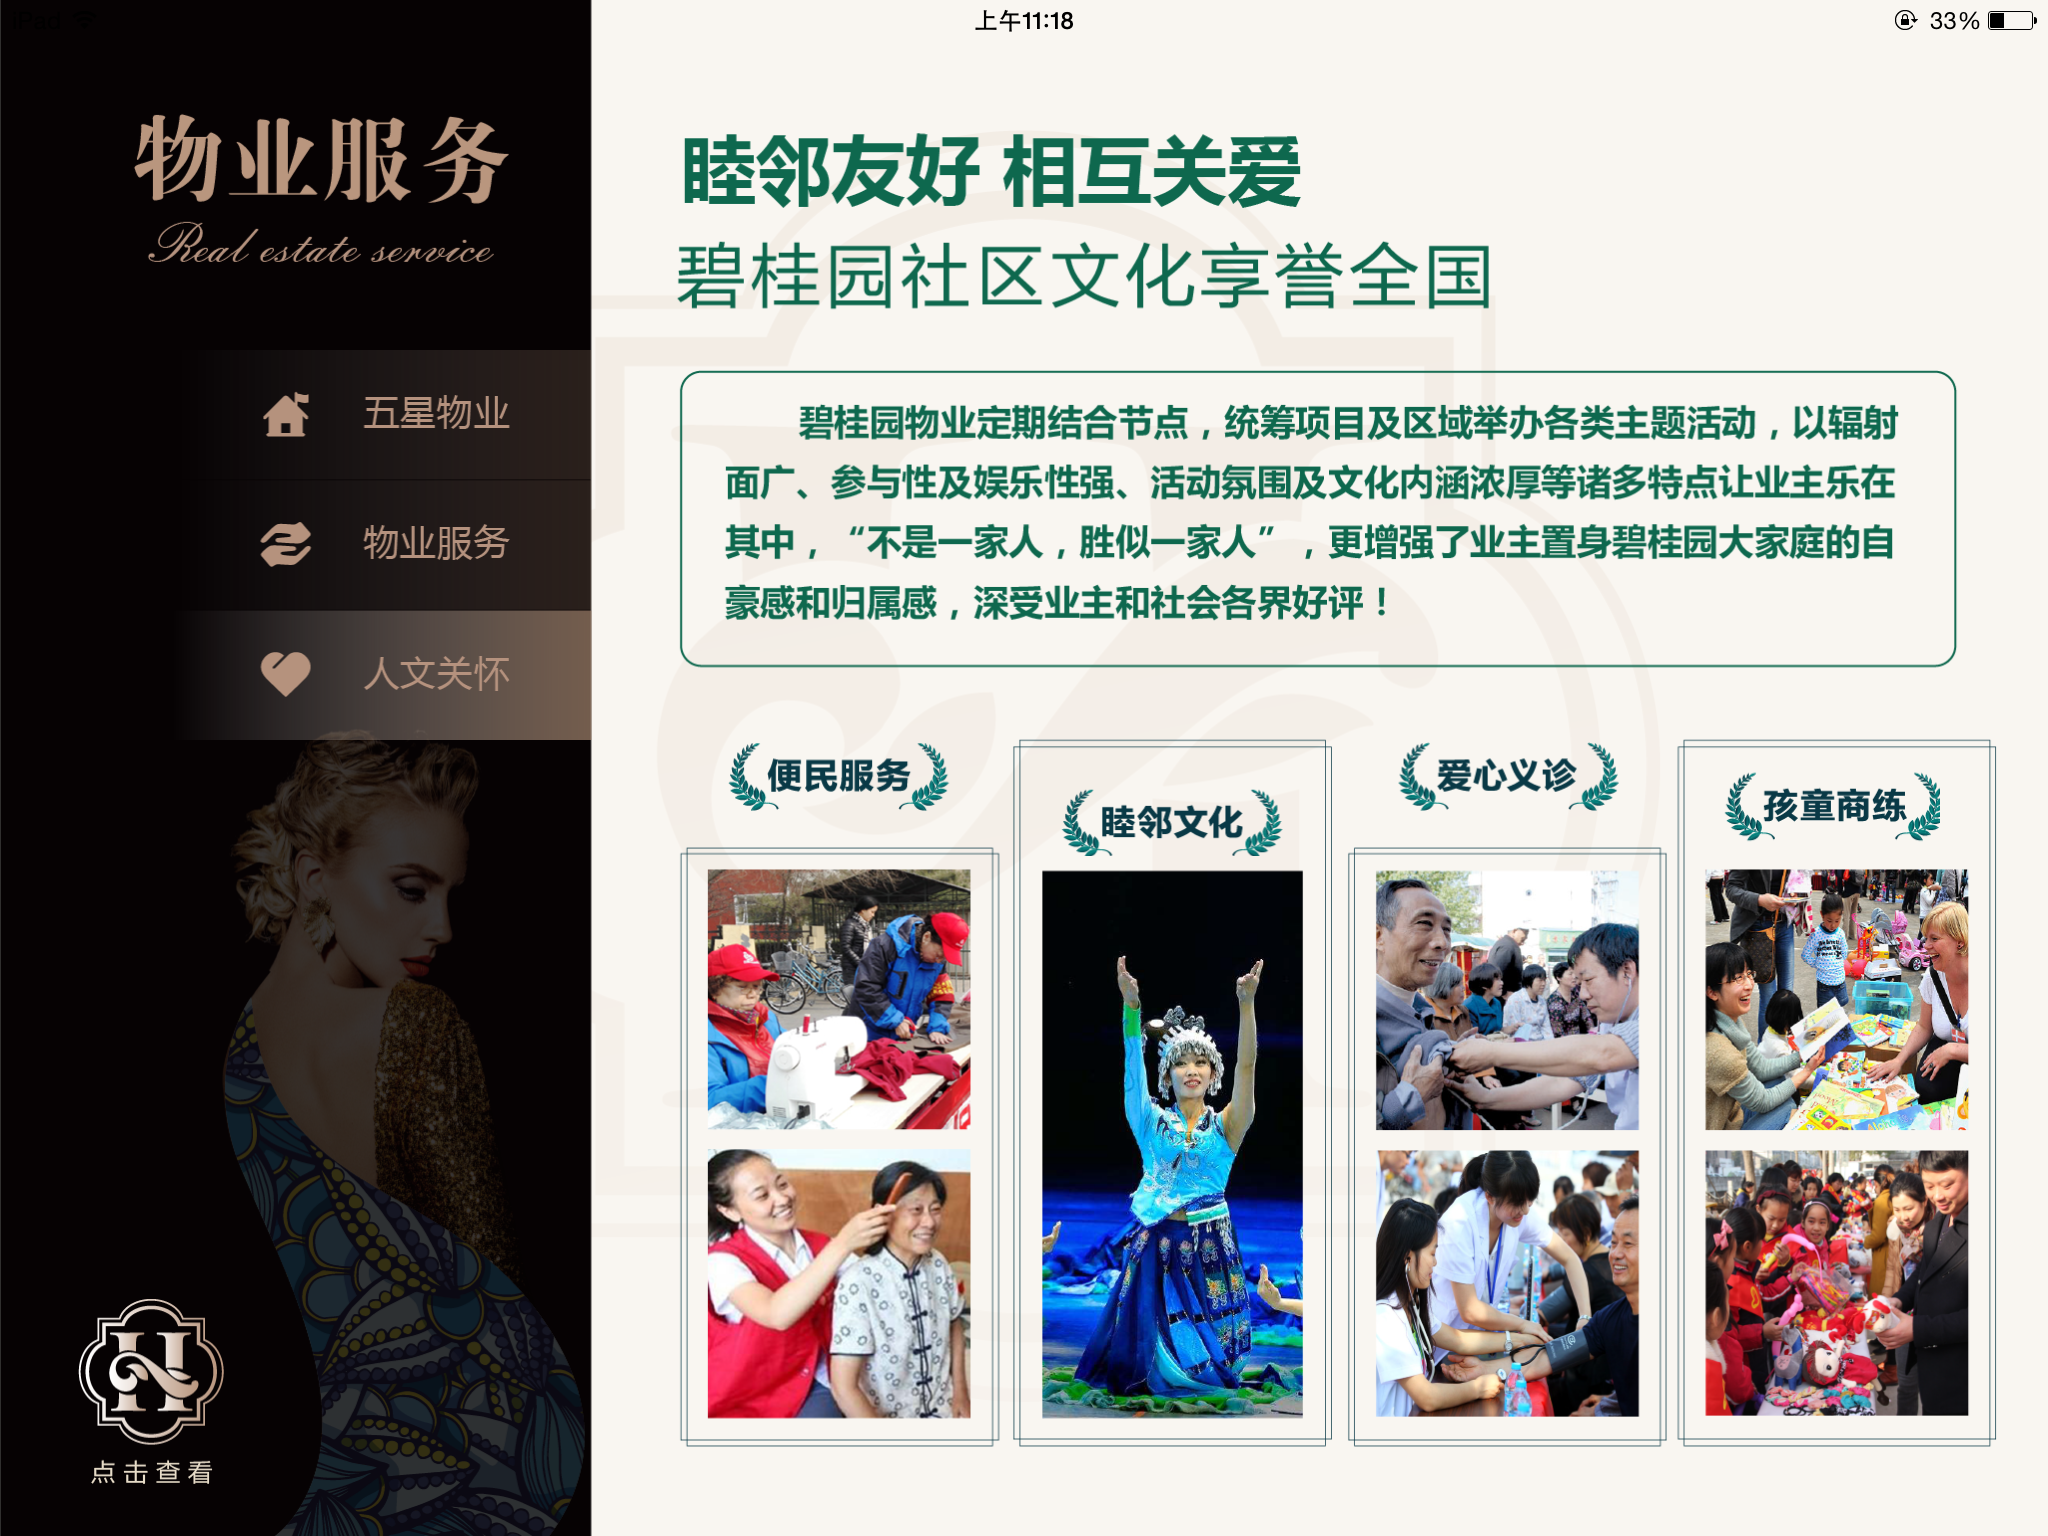 iPad
上午11:18
33%
物业服务
Real estate service
五星物业
物业服务
人文关怀
点击查看
睦邻友好 相互关爱
碧桂园社区文化享誉全国
碧桂园物业定期结合节点，统筹项目及区域举办各类主题活动，以辐射
面广、参与性及娱乐性强、活动氛围及文化内涵浓厚等诸多特点让业主乐在
其中，“不是一家人，胜似一家人”，更增强了业主置身碧桂园大家庭的自
豪感和归属感，深受业主和社会各界好评！
便民服务
睦邻文化
爱心义诊
孩童商练